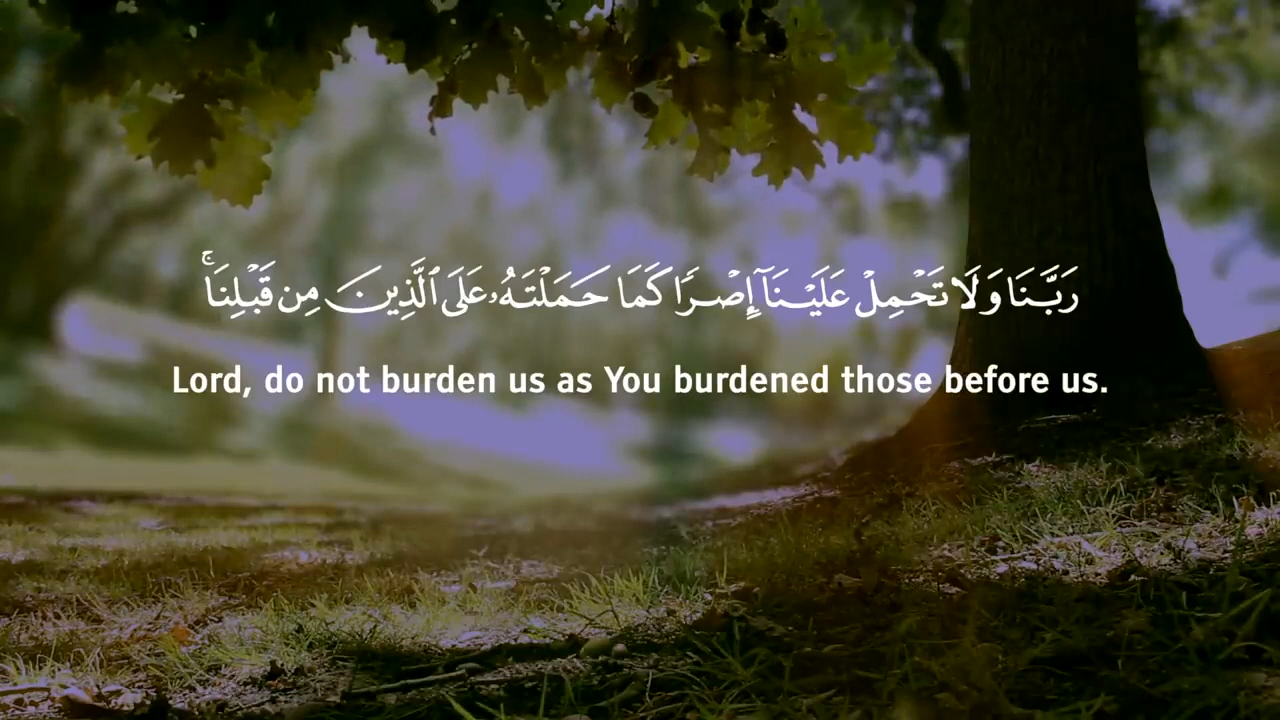 رَبَّنَا وَلَا تَحْمِلْ عَلَيْنَآ إِصْرًا كَمَا حَمَلْتَهُۥ عَلَى ٱلَّذِينَ مِن قَبْلِنَا ۚ
Lord, do not burden us as You burdened those before us.